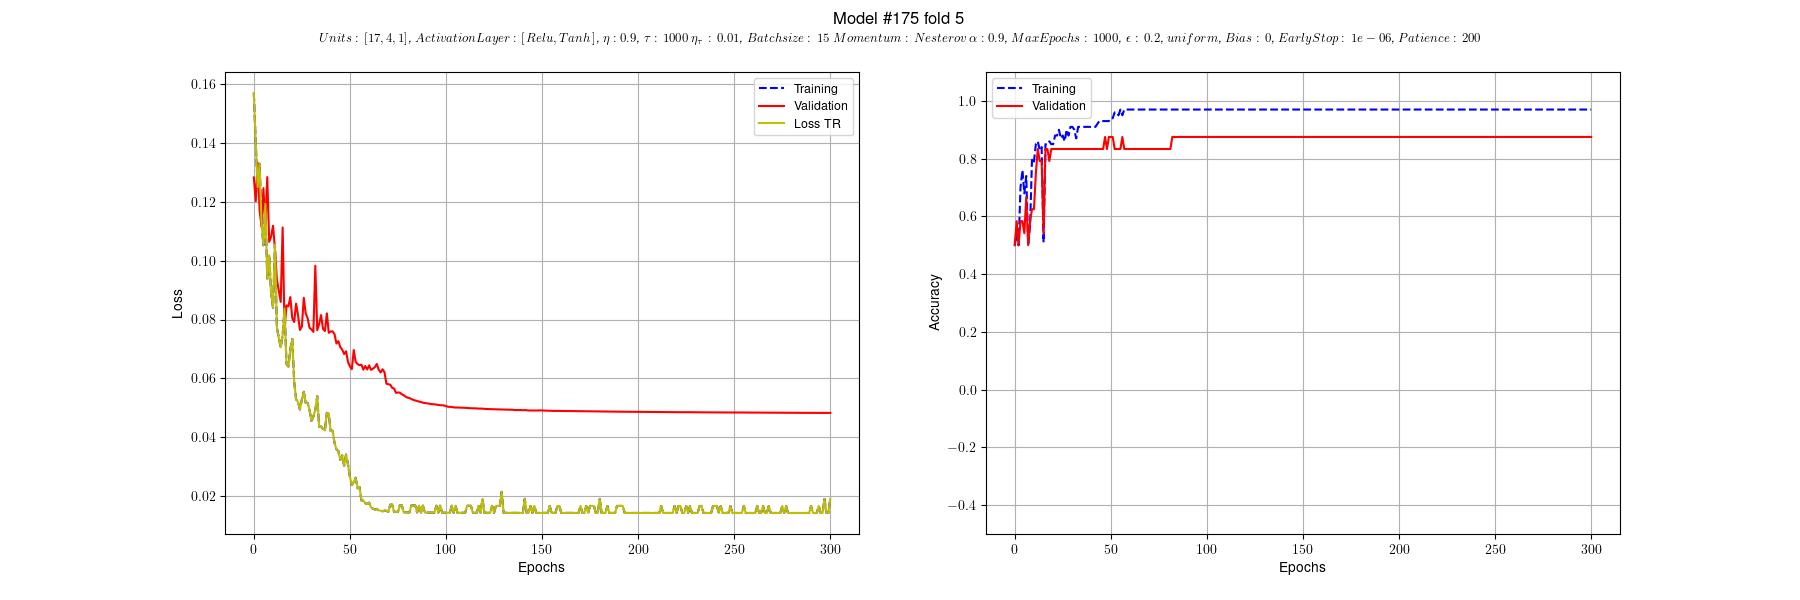 Model #175 fold 5
Units : [17, 4, 1], ActivationLayer : [Relu, Tanh], η : 0.9, τ : 1000 ητ : 0.01, Batchsize : 15 Momentum : Nesterov α : 0.9, MaxEpochs : 1000, ϵ : 0.2, uniform, Bias : 0, EarlyStop : 1e − 06, Patience : 200
0.16
0.14
0.12
0.10
0.08
0.06
0.04
0.02
Loss
Training
Validation
Loss TR
0 50 100 150 200 250 300
Epochs
1.0
0.8
0.6
0.4
0.2
0.0
−0.2
−0.4
Accuracy
Training
Validation
0 50 100 150 200 250 300
Epochs